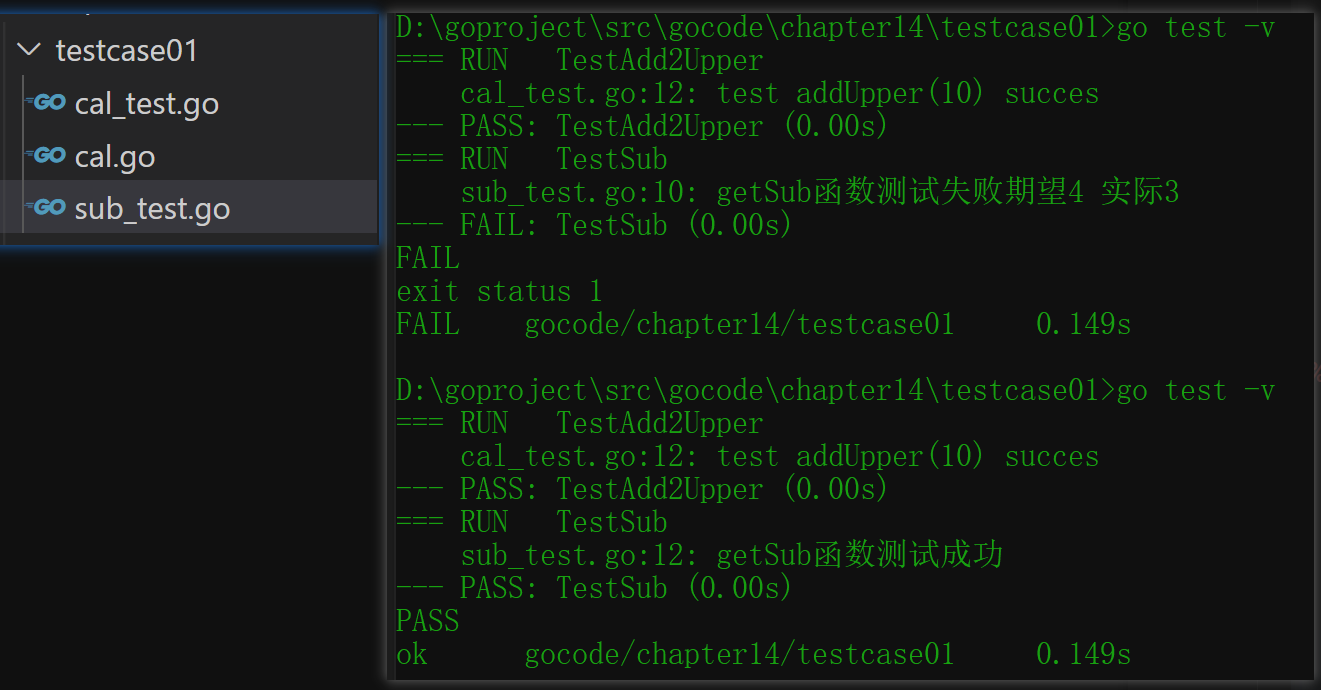 testcase01
GO cal_test.go
GO cal.go
GO sub_test.go
D:\goproject\src\gocode\chapter14\testcase01>go test -v
=== RUN   TestAdd2Upper
    cal_test.go:12: test addUpper(10) succes
--- PASS: TestAdd2Upper (0.00s)
=== RUN   TestSub
    sub_test.go:10: getSub函数测试失败期望4 实际3
--- FAIL: TestSub (0.00s)
FAIL
exit status 1
FAIL    gocode/chapter14/testcase01     0.149s
D:\goproject\src\gocode\chapter14\testcase01>go test -v
=== RUN   TestAdd2Upper
    cal_test.go:12: test addUpper(10) succes
--- PASS: TestAdd2Upper (0.00s)
=== RUN   TestSub
    sub_test.go:12: getSub函数测试成功
--- PASS: TestSub (0.00s)
PASS
ok      gocode/chapter14/testcase01     0.149s